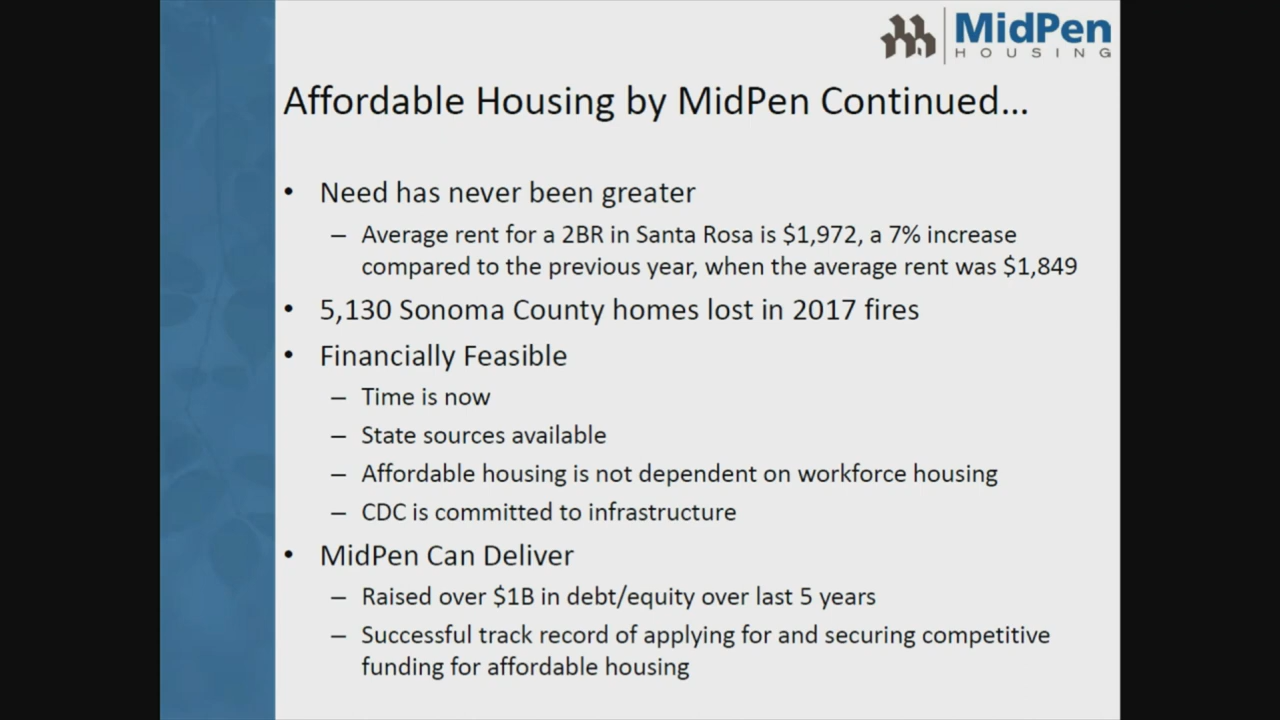 MidPen
HOUSING
Affordable Housing by MidPen Continued...
• Need has never been greater
– Average rent for a 2BR in Santa Rosa is $1,972, a 7% increase
compared to the previous year, when the average rent was $1,849
• 5,130 Sonoma County homes lost in 2017 fires
• Financially Feasible
– Time is now
– State sources available
– Affordable housing is not dependent on workforce housing
– CDC is committed to infrastructure
• MidPen Can Deliver
– Raised over $1B in debt/equity over last 5 years
– Successful track record of applying for and securing competitive
funding for affordable housing